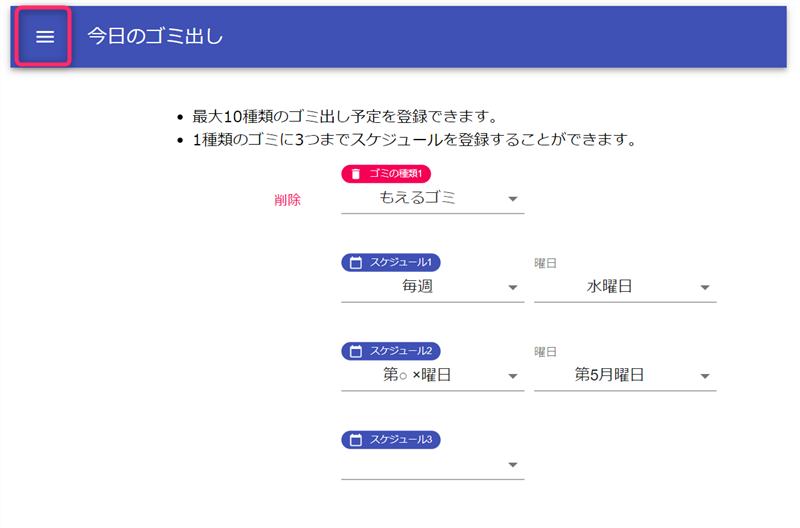 今日のゴミ出し
最大10種類のゴミ出し予定を登録できます。
1種類のゴミに3つまでスケジュールを登録することができます。
ゴミの種類1
削除 もえるゴミ
スケジュール1 曜日
毎週 水曜日
スケジュール2 曜日
第○ ×曜日 第5月曜日
スケジュール3